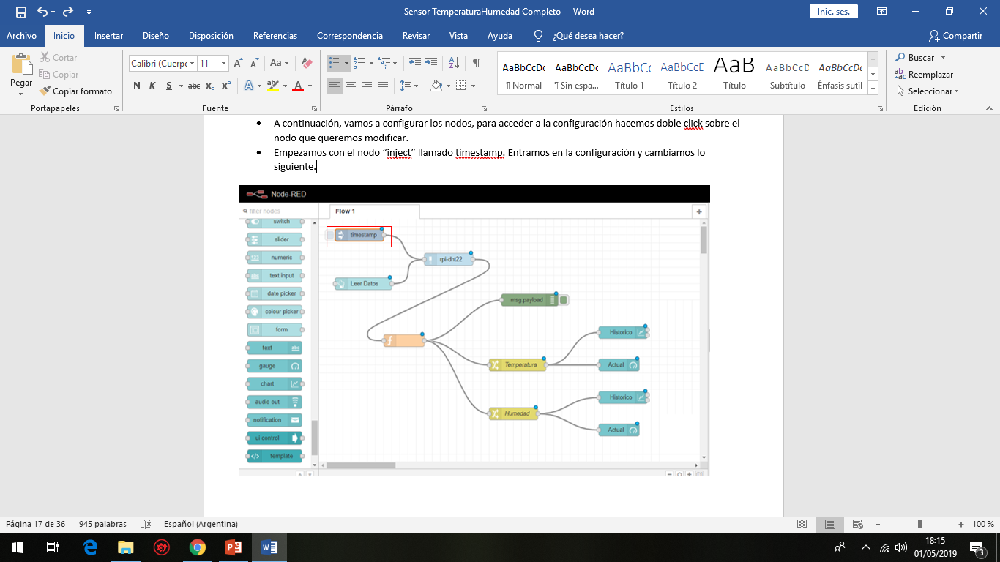 Sensor TemperaturaHumedad Completo - Word
Inic. ses.
Archivo Inicio Insertar Diseño Disposición Referencias Correspondencia Revisar Vista Ayuda ¿Qué desea hacer? Compartir
Pegar
Cortar
Copiar
Copiar formato
Portapapeles
Calibri (Cuerpo 11
N K S abc x₂ x²
Fuente
Párrafo
AaBbCcDc AaBbCcDc AaBbCc AaBbCcD AaB AaBbCcD AaBbCcDc
¶ Normal ¶ Sin espa... Título 1 Título 2 Título Subtítulo Énfasis sutil
Estilos
Buscar
Reemplazar
Seleccionar
Edición
A continuación, vamos a configurar los nodos, para acceder a la configuración hacemos doble click sobre el
nodo que queremos modificar.
Empezamos con el nodo “inject” llamado timestamp. Entramos en la configuración y cambiamos lo
siguiente.
Node-RED
filter nodes
Flow 1
switch
slider
numeric
text input
date picker
colour picker
form
text
gauge
chart
audio out
notification
ui control
template
timestamp
rpi-dht22
Leer Datos
msg.payload
f
Historico
Temperatura
Actual
Historico
Humedad
Actual
Página 17 de 36 945 palabras Español (Argentina) 100 %
18:15
01/05/2019
3